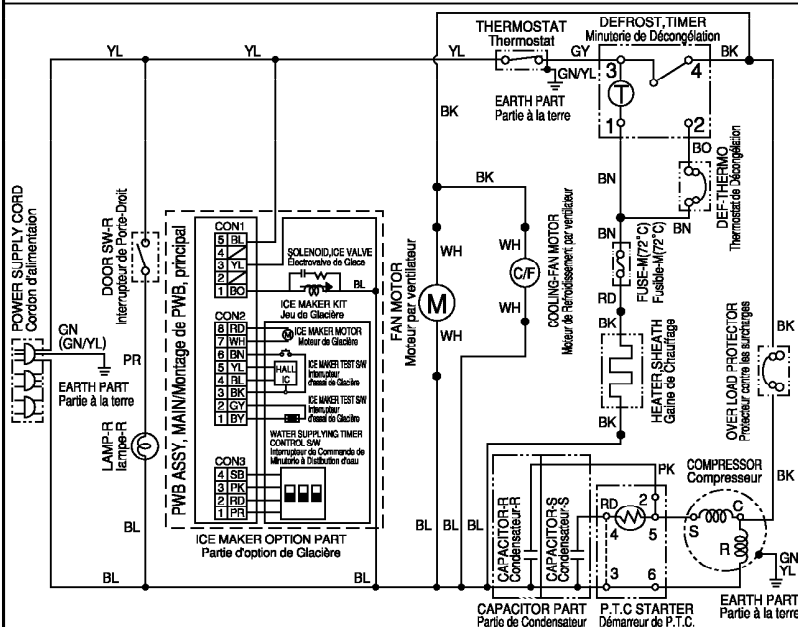 THERMOSTAT
Thermostat
DEFROST,TIMER
Minuterie de Décongélation
YL
YL
YL
GY
BK
GN/YL
3
4
T
1
2
EARTH PART
Partie à la terre
BK
BO
BN
DEF-THERMO
Thermostat de Décongélation
BN
BK
BN
WH
WH
FUSE-M(72°C)
Fusible-M(72°C)
POWER SUPPLY CORD
Cordon d'alimentation
DOOR SW-R
Interrupteur de Porte-Droit
PWB ASSY, MAIN/Montage de PWB, principal
CON1
5 BL
4
3 YL
2
1 BO
SOLENOID,ICE VALVE
Électrovalve de Glace
BL
ICE MAKER KIT
Jeu de Glacière
FAN MOTOR
Moteur par ventilateur
M
C/F
COOLING-FAN MOTOR
Moteur de Refroidissement par ventilateur
WH
WH
RD
BK
HEATER,SHEATH
Gaine de Chauffage
BK
BK
OVER LOAD PROTECTOR
Protecteur contre les surcharges
GN
(GN/YL)
EARTH PART
Partie à la terre
PR
CON2
8 RD
7 WH
6 BN
5 YL
4 BL
3 BK
2 GY
1 BY
M
ICE MAKER MOTOR
Moteur de Glacière
HALL
IC
ICE MAKER TEST S/W
Interrupteur
d'essai de Glacière
ICE MAKER TEST S/W
Interrupteur
d'essai de Glacière
WATER SUPPLYING TIMER
CONTROL S/W
Interrupteur de Commande de
Minutorie à Distibution d'eau
LAMP-R
lampe-R
CON3
4 SB
3 PK
2 RD
1 PR
BL
ICE MAKER OPTION PART
Partie d'option de Glacière
BL
BL
BL
BL
BL
CAPACITOR-R
Condensateur-R
CAPACITOR-S
Condensateur-S
PK
RD
2
4
5
3
6
COMPRESSOR
Compresseur
S
C
R
BK
GN
YL
EARTH PART
Partie à la terre
CAPACITOR PART
Partie de Condensateur
P.T.C STARTER
Démarreur de P.T.C.